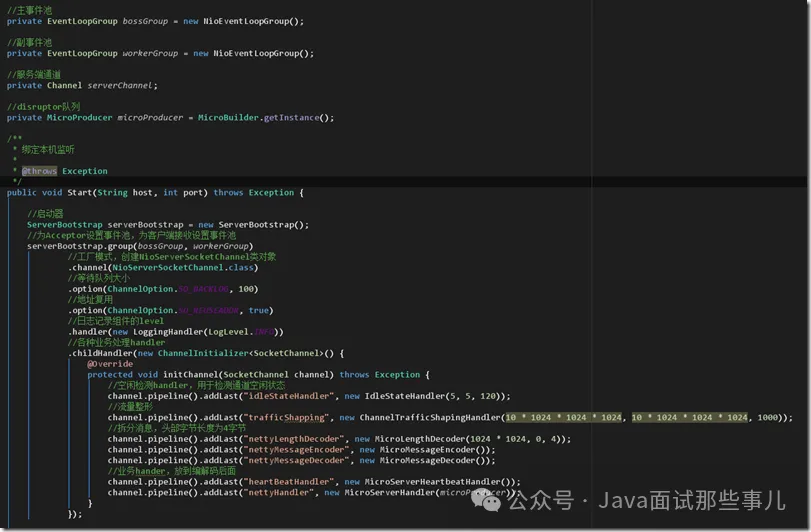 //主事件池
private EventLoopGroup bossGroup = new NioEventLoopGroup();
//副事件池
private EventLoopGroup workerGroup = new NioEventLoopGroup();
//服务端通道
private Channel serverChannel;
//disruptor队列
private MicroProducer microProducer = MicroBuilder.getInstance();
/**
* 绑定本机监听
*
* @throws Exception
*/
public void Start(String host, int port) throws Exception {
//启动器
ServerBootstrap serverBootstrap = new ServerBootstrap();
//为Acceptor设置事件池，为客户端接收设置事件池
serverBootstrap.group(bossGroup, workerGroup)
//工厂模式，创建NioServerSocketChannel类对象
.channel(NioServerSocketChannel.class)
//等待队列大小
.option(ChannelOption.SO_BACKLOG, 100)
//地址复用
.option(ChannelOption.SO_REUSEADDR, true)
//日志记录组件的level
.handler(new LoggingHandler(LogLevel.INFO))
//各种业务处理handler
.childHandler(new ChannelInitializer<SocketChannel>() {
@Override
protected void initChannel(SocketChannel channel) throws Exception {
//空闲检测handler，用于检测通道空闲状态
channel.pipeline().addLast("idleStateHandler", new IdleStateHandler(5, 5, 120));
//流量整形
channel.pipeline().addLast("trafficShapping", new ChannelTrafficShapingHandler(10 * 1024 * 1024 * 1024, 10 * 1024 * 1024 * 1024, 1000));
//拆分消息，头部字节长度为4字节
channel.pipeline().addLast("nettyLengthDecoder", new MicroLengthDecoder(1024 * 1024, 0, 4));
channel.pipeline().addLast("nettyMessageEncoder", new MicroMessageEncoder());
channel.pipeline().addLast("nettyMessageDecoder", new MicroMessageDecoder());
//业务hander，放到编解码后面
channel.pipeline().addLast("heartBeatHandler", new MicroServerHeartbeatHandler());
channel.pipeline().addLast("nettyHandler", new MicroServerHandler(microProducer));
}
});
公众号 · Java面试那些事儿